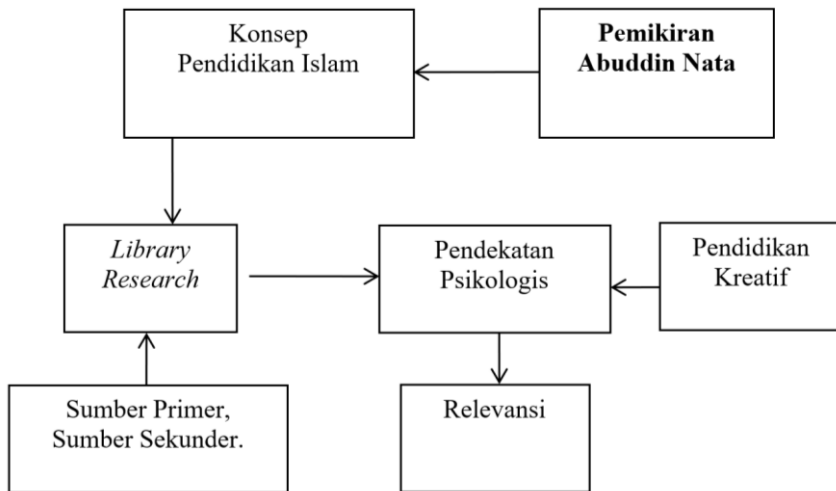 Konsep
Pendidikan Islam
Pemikiran
Abuddin Nata
Library
Research
Pendekatan
Psikologis
Pendidikan
Kreatif
Sumber Primer,
Sumber Sekunder.
Relevansi